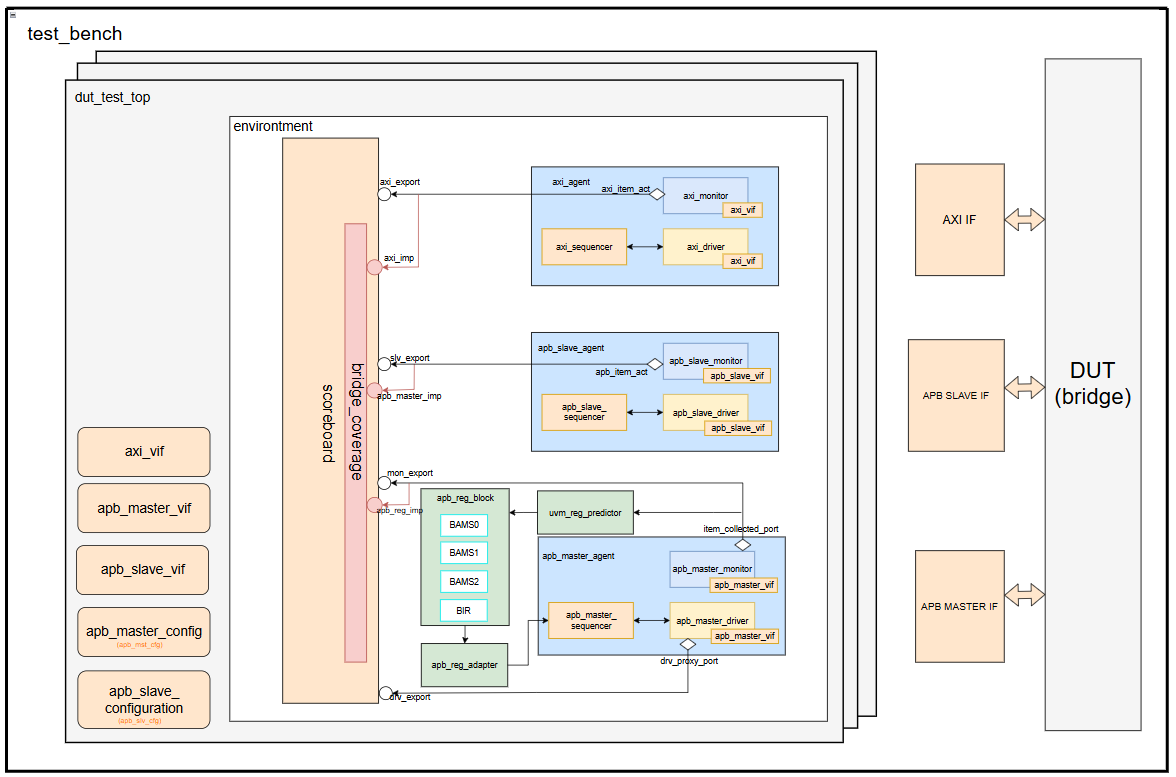 test_bench
dut_test_top
environtment
scoreboard
bridge_coverage
axi_export
axi_imp
slv_export
apb_master_imp
mon_export
apb_reg_imp
drv_export
axi_agent
axi_item_act
axi_monitor
axi_vif
axi_sequencer
axi_driver
axi_vif
apb_slave_agent
apb_item_act
apb_slave_monitor
apb_slave_vif
apb_slave_
sequencer
apb_slave_driver
apb_slave_vif
apb_reg_block
BAMS0
BAMS1
BAMS2
BIR
uvm_reg_predictor
item_collected_port
apb_master_agent
apb_master_monitor
apb_master_vif
apb_master_
sequencer
apb_master_driver
apb_master_vif
drv_proxy_port
apb_reg_adapter
axi_vif
apb_master_vif
apb_slave_vif
apb_master_config
(apb_mst_cfg)
apb_slave_
configuration
(apb_slv_cfg)
AXI IF
APB SLAVE IF
APB MASTER IF
DUT
(bridge)